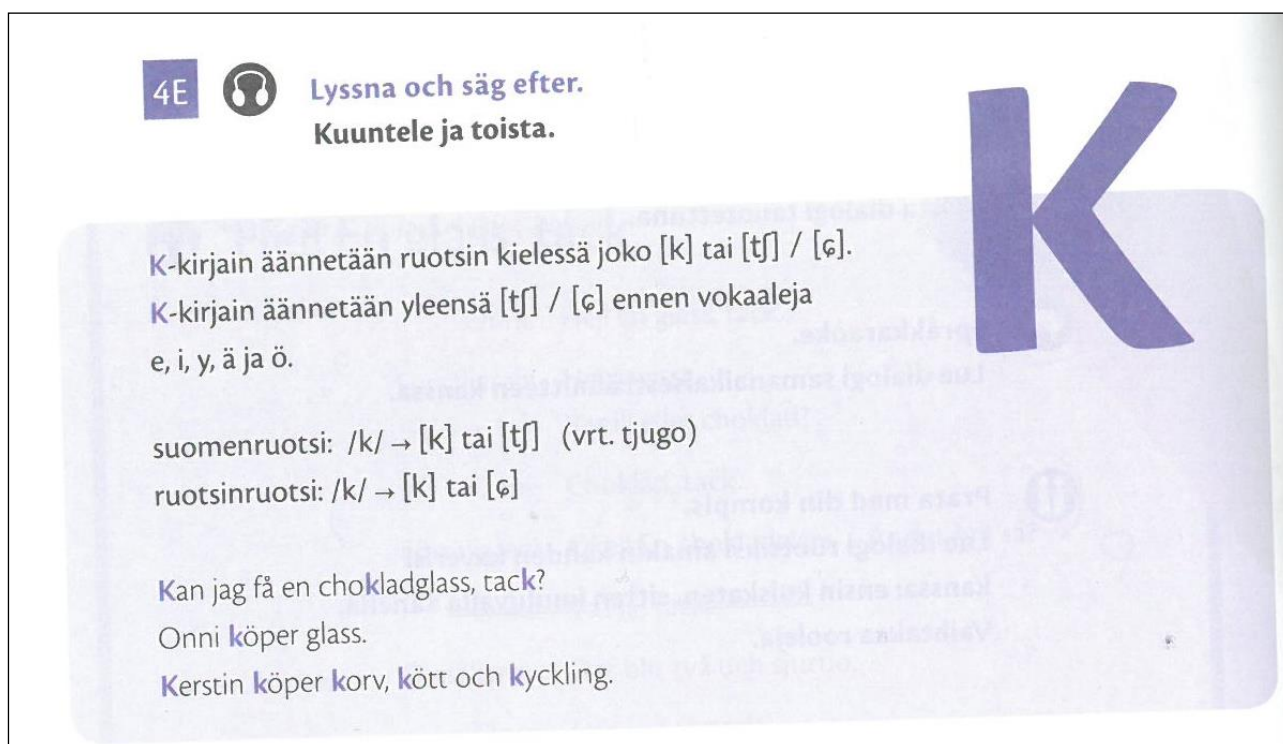 4E
Lyssna och säg efter.
Kuuntele ja toista.
K
K-kirjain äännetään ruotsin kielessä joko [k] tai [tʃ] / [ɕ].
K-kirjain äännetään yleensä [tʃ] / [ɕ] ennen vokaaleja
e, i, y, ä ja ö.
suomenruotsi: /k/ → [k] tai [tʃ] (vrt. tjugo)
ruotsinruotsi: /k/ → [k] tai [ɕ]
Kan jag få en chokladglass, tack?
Onni köper glass.
Kerstin köper korv, kött och kyckling.